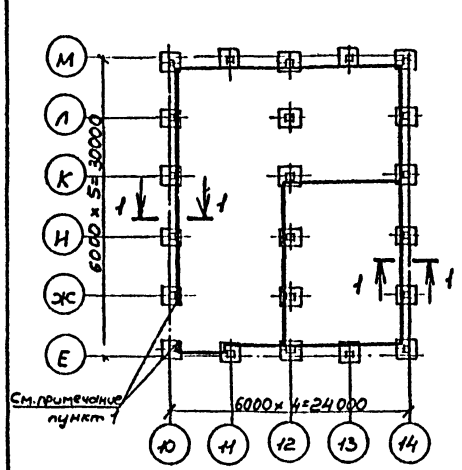 М
Л
К
И
Ж
Е
6000 x 5=30000
1
1
1
1
См.примечание
пункт 1
6000 x 4=24000
10
11
12
13
14